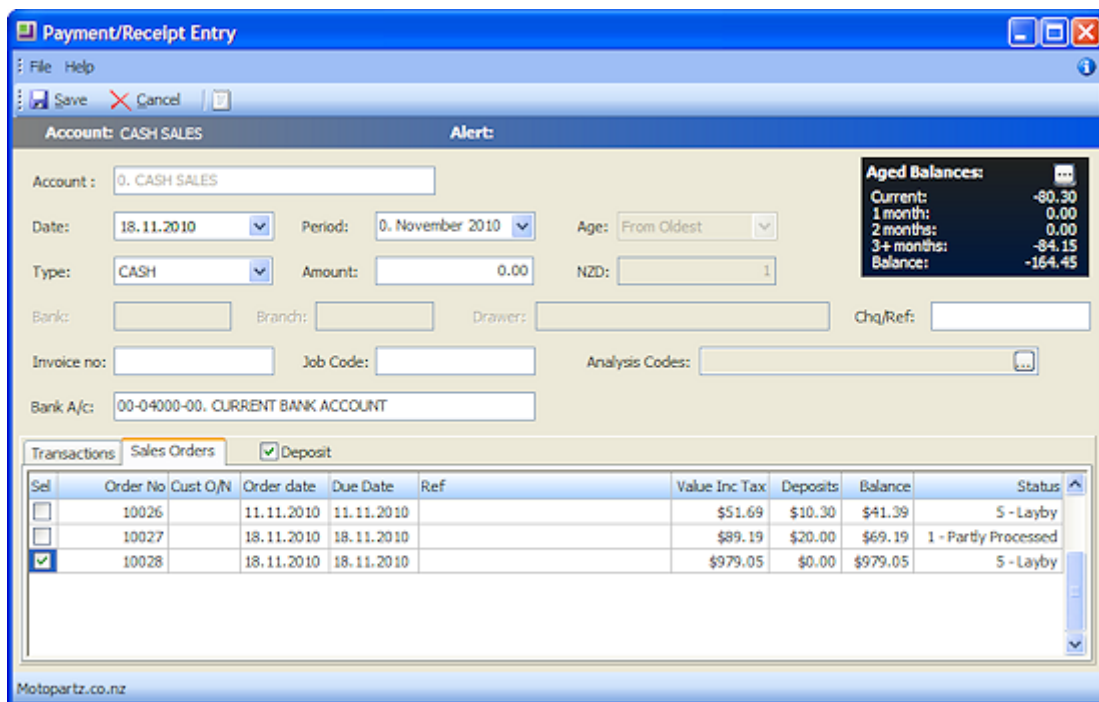 Payment/Receipt Entry
File Help
Save Cancel
Account: CASH SALES Alert:
Account : 0. CASH SALES
Aged Balances: ...
Current: -80.30
1 month: 0.00
2 months: 0.00
3+ months: -84.15
Balance: -164.45
Date: 18.11.2010 Period: 0. November 2010 Age: From Oldest
Type: CASH Amount: 0.00 NZD: 1
Bank: Branch: Drawer: Chq/Ref:
Invoice no: Job Code: Analysis Codes: ...
Bank A/c: 00-04000-00. CURRENT BANK ACCOUNT
Transactions Sales Orders Deposit
Sel Order No Cust O/N Order date Due Date Ref Value Inc Tax Deposits Balance Status
10026 11.11.2010 11.11.2010 $51.69 $10.30 $41.39 5 - Layby
10027 18.11.2010 18.11.2010 $89.19 $20.00 $69.19 1 - Partly Processed
10028 18.11.2010 18.11.2010 $979.05 $0.00 $979.05 5 - Layby
Motopartz.co.nz